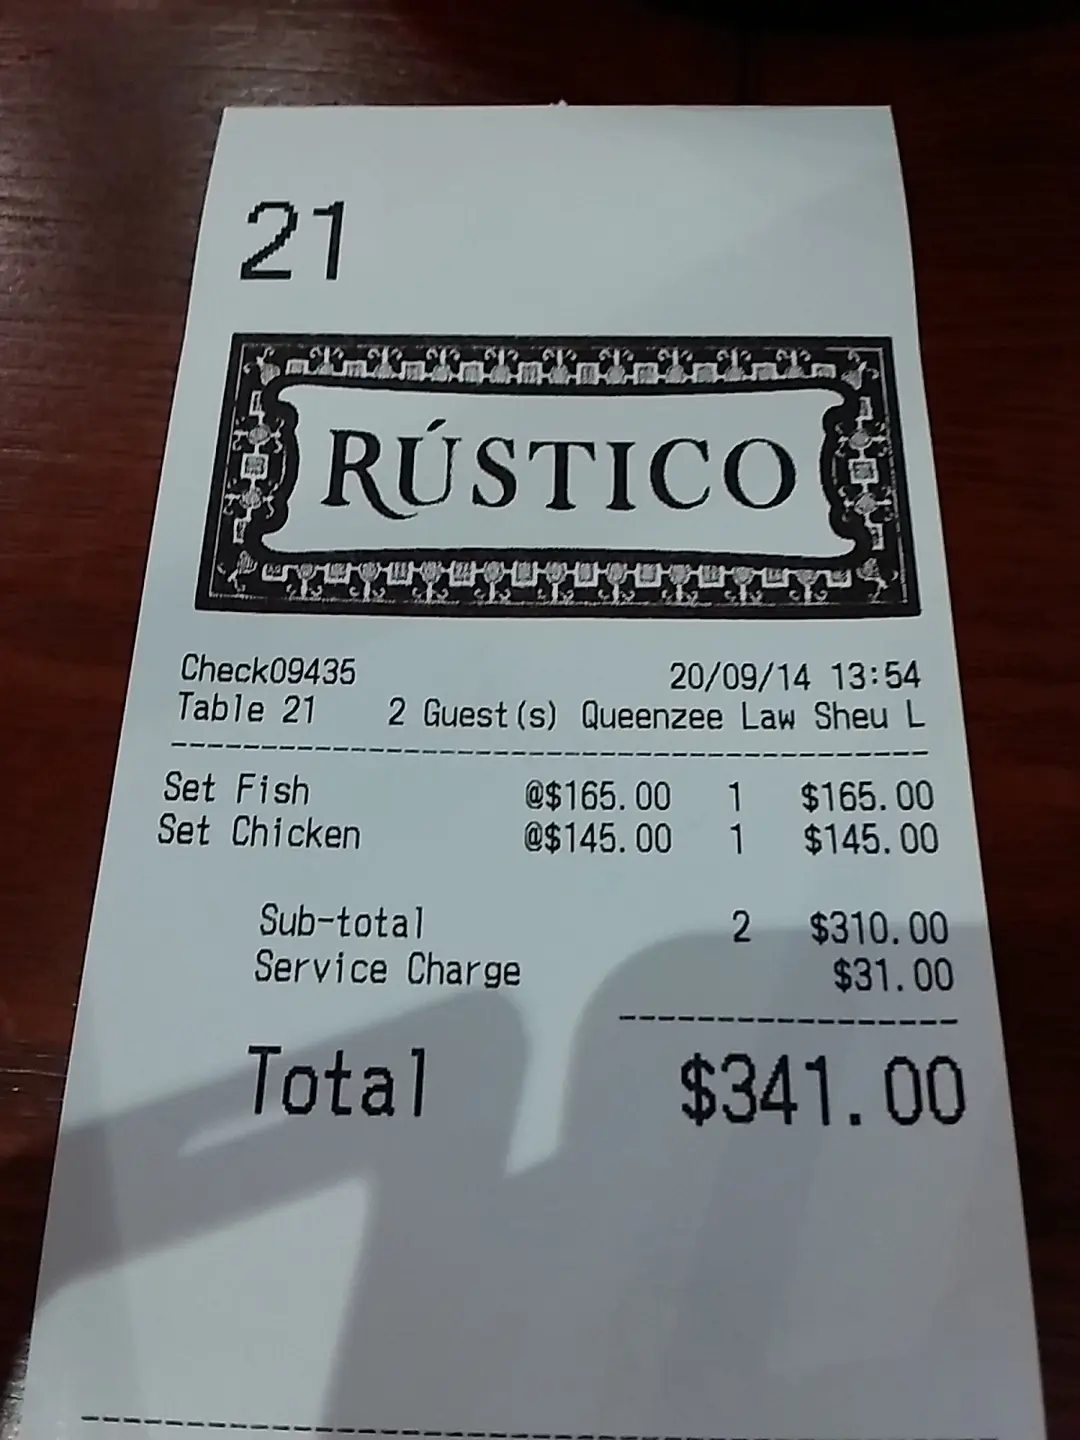 21
RÚSTICO
Check09435 20/09/14 13:54
Table 21 2 Guest(s) Queenzee Law Sheu L
Set Fish @$165.00 1 $165.00
Set Chicken @$145.00 1 $145.00
Sub-total 2 $310.00
Service Charge $31.00
Total $341.00